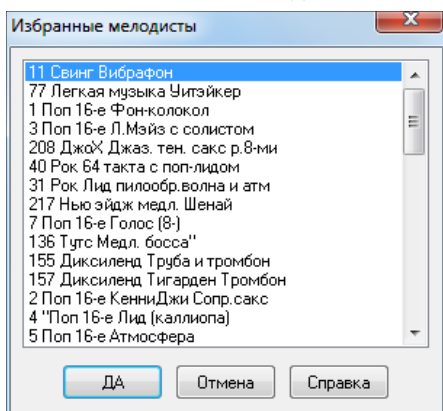 Избранные мелодисты
11 Свинг Вибрафон
77 Легкая музыка Уитэйкер
1 Поп 16-е Фон-колокол
3 Поп 16-е Л.Мэйз с солистом
208 ДжоХ Джаз. тен. сакс р.8-ми
40 Рок 64 такта с поп-лидом
31 Рок Лид пилообр.волна и атм
217 Нью эйдж медл. Шенай
7 Поп 16-е Голос (8-)
136 Тутс Медл. босса"
155 Диксиленд Труба и тромбон
157 Диксиленд Тигарден Тромбон
2 Поп 16-е КенниДжи Сопр.сакс
4 "Поп 16-е Лид (каллиопа)
5 Поп 16-е Атмосфера
ДА Отмена Справка